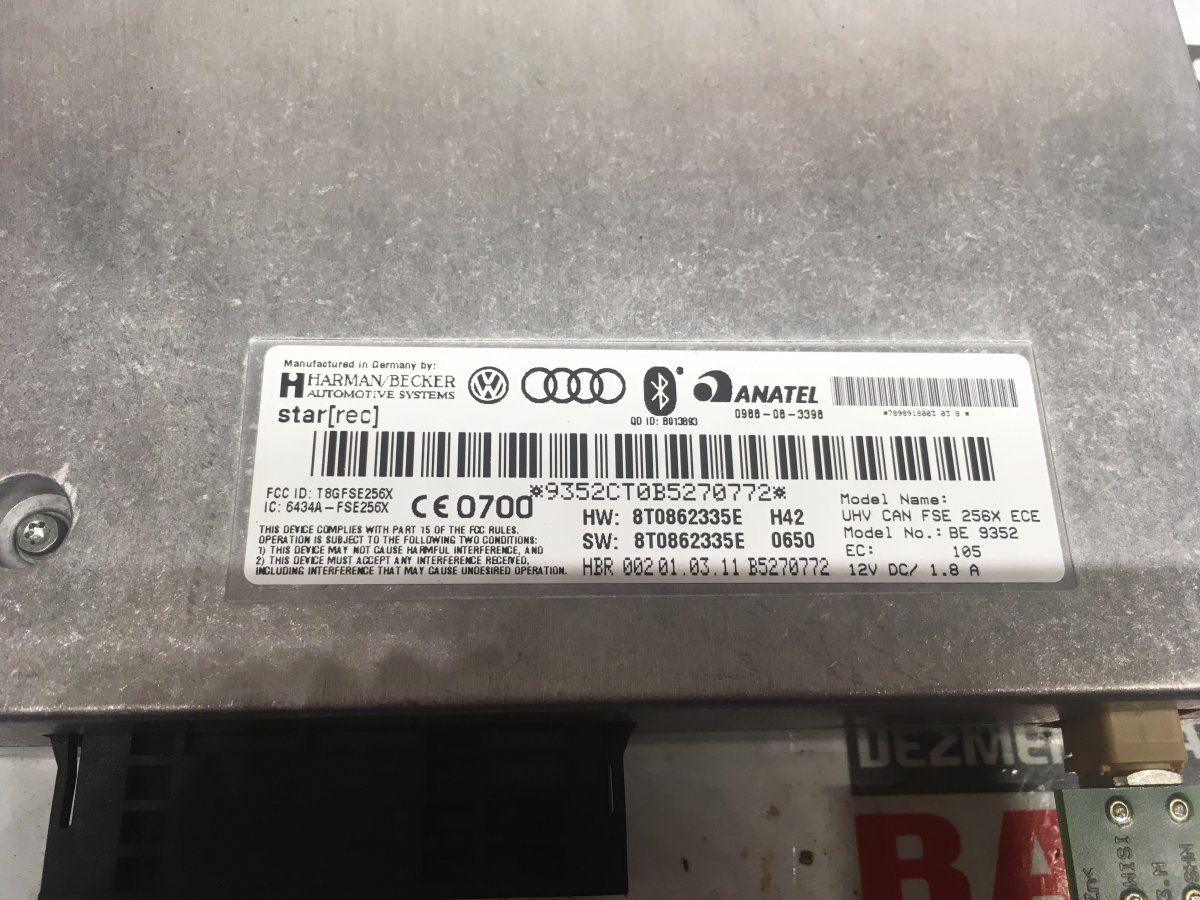 Manufactured in Germany by:
HARMAN/BECKER
AUTOMOTIVE SYSTEMS
star[rec]
QD ID: B013893
ANATEL
0988-08-3398
*9352CT0B5270772*
FCC ID: T8GFSE256X
IC: 6434A-FSE256X
CE 0700
THIS DEVICE COMPLIES WITH PART 15 OF THE FCC RULES.
OPERATION IS SUBJECT TO THE FOLLOWING TWO CONDITIONS:
1) THIS DEVICE MAY NOT CAUSE HARMFUL INTERFERENCE, AND
2) THIS DEVICE MUST ACCEPT ANY INTERFERENCE RECEIVED,
INCLUDING INTERFERENCE THAT MAY CAUSE UNDESIRED OPERATION.
HW: 8T0862335E H42
SW: 8T0862335E 0650
HBR 002 01.03.11 B5270772
Model Name:
UHV CAN FSE 256X ECE
Model No.: BE 9352
EC: 105
12V DC/ 1.8 A
DEZME
BA
WISI
3.M